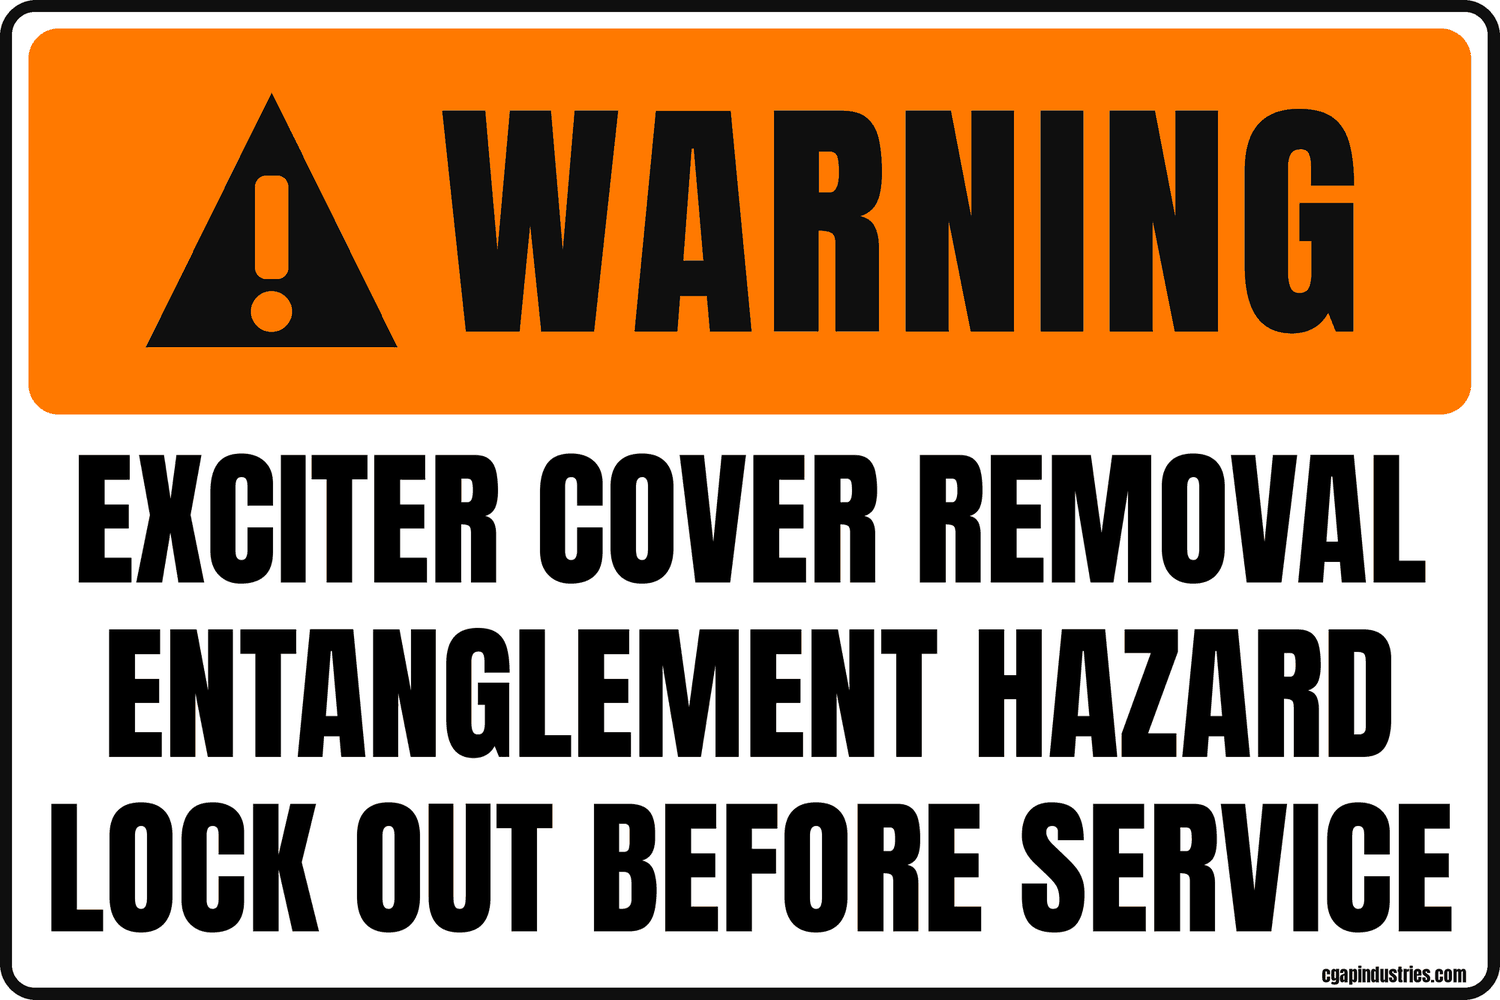 WARNING
EXCITER COVER REMOVAL
ENTANGLEMENT HAZARD
LOCK OUT BEFORE SERVICE
cgapindustries.com